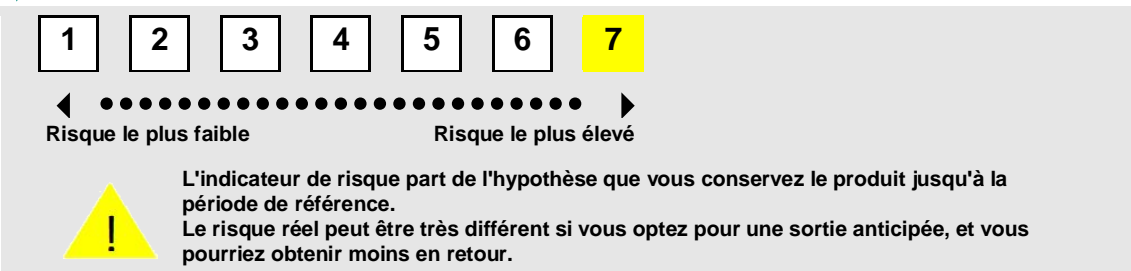 1 2 3 4 5 6 7
Risque le plus faible Risque le plus élevé
L'indicateur de risque part de l'hypothèse que vous conservez le produit jusqu'à la
période de référence.
Le risque réel peut être très différent si vous optez pour une sortie anticipée, et vous
pourriez obtenir moins en retour.
!